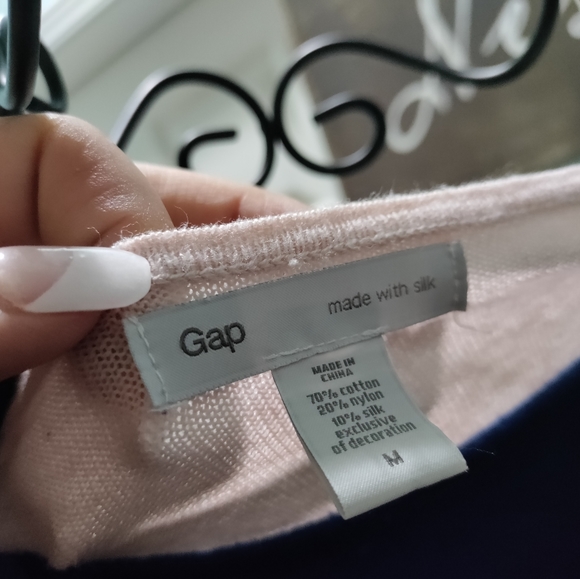 Gap
made with silk
MADE IN
CHINA
70% cotton
20% nylon
10% silk
exclusive
of decoration
M